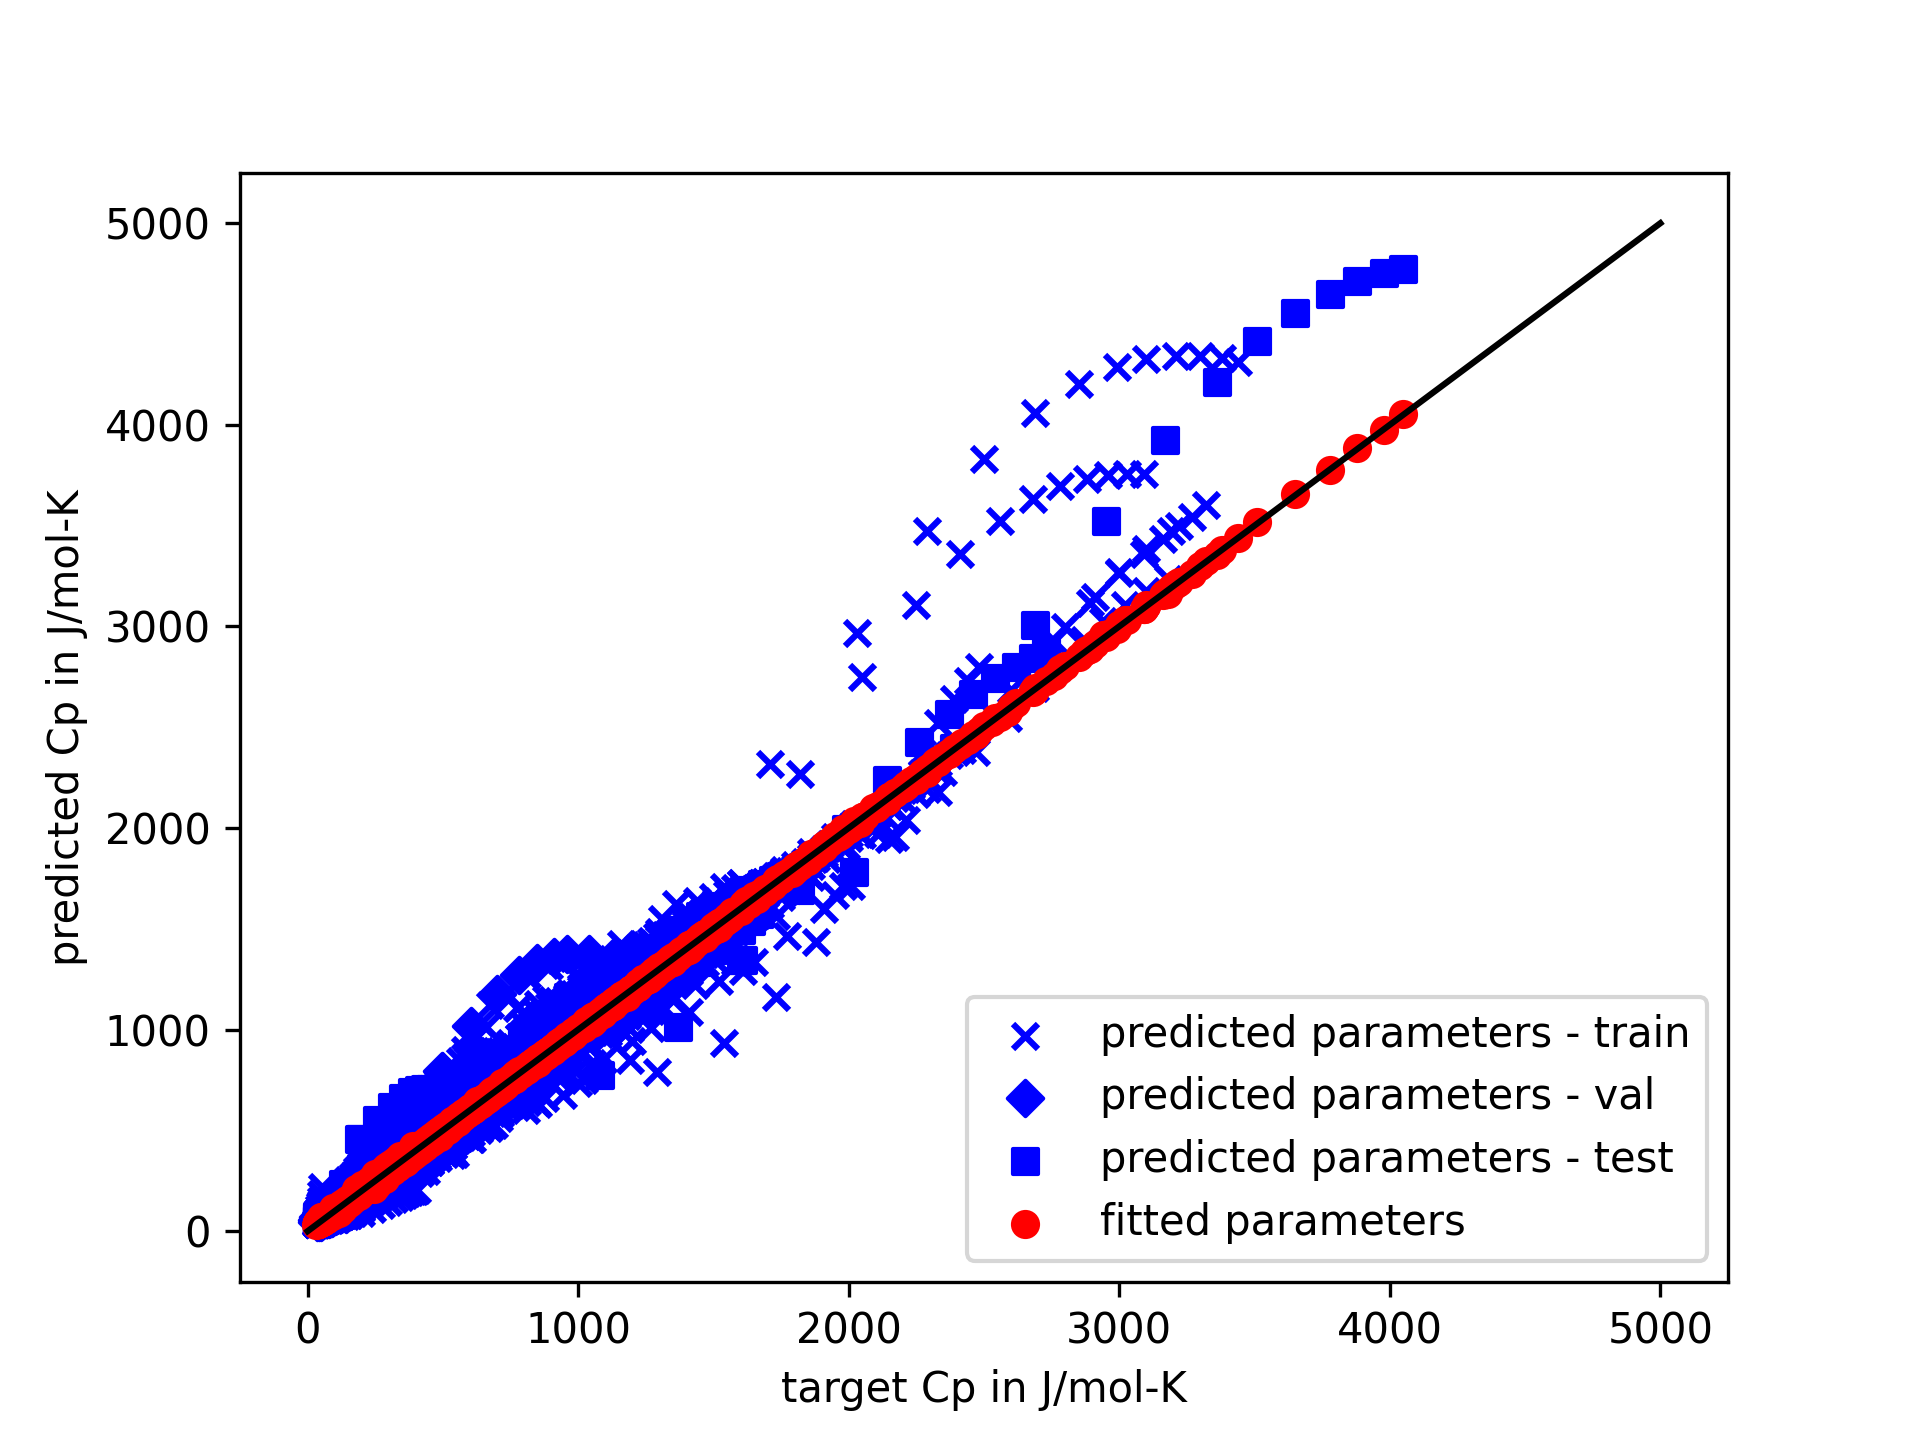 5000
4000
3000
2000
1000
0
predicted Cp in J/mol-K
0 1000 2000 3000 4000 5000
target Cp in J/mol-K
predicted parameters - train
predicted parameters - val
predicted parameters - test
fitted parameters